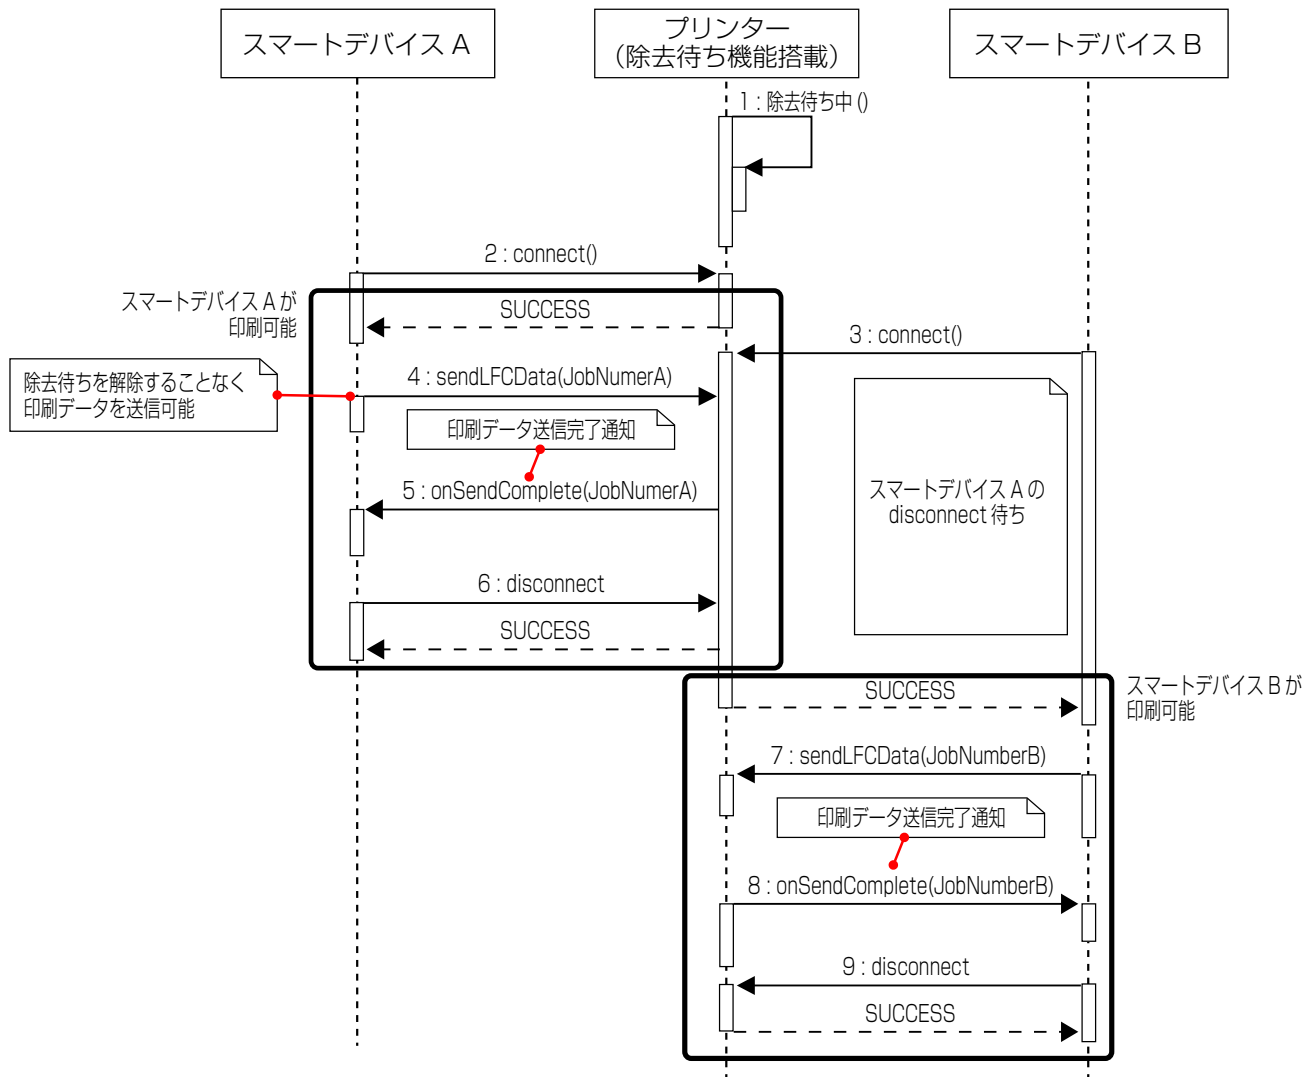 スマートデバイス A
プリンター
（除去待ち機能搭載）
スマートデバイス B
1 : 除去待ち中 ()
2 : connect()
スマートデバイス A が
印刷可能
SUCCESS
3 : connect()
除去待ちを解除することなく
印刷データを送信可能
4 : sendLFCData(JobNumerA)
印刷データ送信完了通知
5 : onSendComplete(JobNumerA)
スマートデバイス A の
disconnect 待ち
6 : disconnect
SUCCESS
SUCCESS
スマートデバイス B が
印刷可能
7 : sendLFCData(JobNumberB)
印刷データ送信完了通知
8 : onSendComplete(JobNumberB)
9 : disconnect
SUCCESS